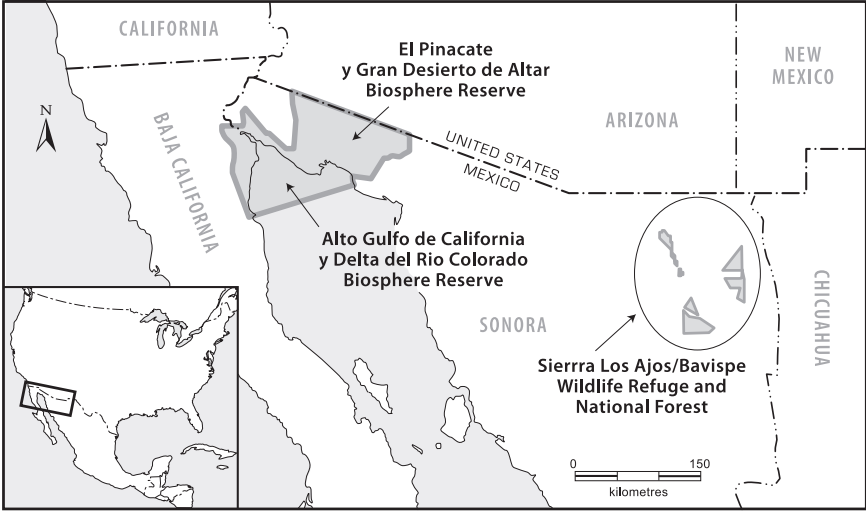 CALIFORNIA
El Pinacate
y Gran Desierto de Altar
Biosphere Reserve
NEW
MEXICO
N
ARIZONA
BAJA CALIFORNIA
UNITED STATES
MEXICO
Alto Gulfo de California
y Delta del Rio Colorado
Biosphere Reserve
CHICUAHUA
SONORA
Sierrra Los Ajos/Bavispe
Wildlife Refuge and
National Forest
0 150
kilometres